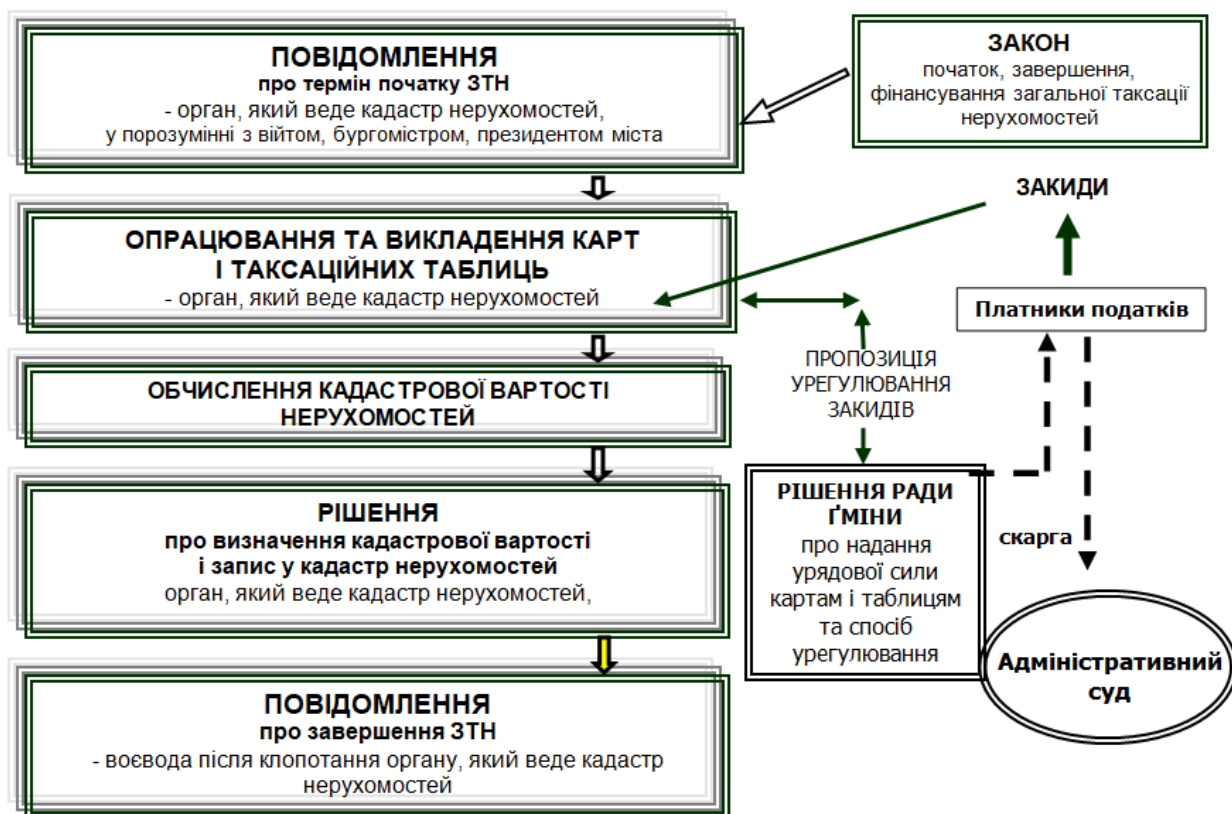 ПОВІДОМЛЕННЯ
про термін початку ЗТН
- орган, який веде кадастр нерухомостей,
у порозумінні з війтом, бургомістром, президентом міста
ЗАКОН
початок, завершення,
фінансування загальної таксації
нерухомостей
ЗАКИДИ
ОПРАЦЮВАННЯ ТА ВИКЛАДЕННЯ КАРТ
І ТАКСАЦІЙНИХ ТАБЛИЦЬ
- орган, який веде кадастр нерухомостей
Платники податків
ПРОПОЗИЦІЯ
УРЕГУЛЮВАННЯ
ЗАКИДІВ
ОБЧИСЛЕННЯ КАДАСТРОВОЇ ВАРТОСТІ
НЕРУХОМОСТЕЙ
РІШЕННЯ
про визначення кадастрової вартості
і запис у кадастр нерухомостей
орган, який веде кадастр нерухомостей,
РІШЕННЯ РАДИ
ҐМІНИ
про надання
урядової сили
картам і таблицям
та спосіб
урегулювання
скарга
Адміністративний
суд
ПОВІДОМЛЕННЯ
про завершення ЗТН
- воєвода після клопотання органу, який веде кадастр
нерухомостей